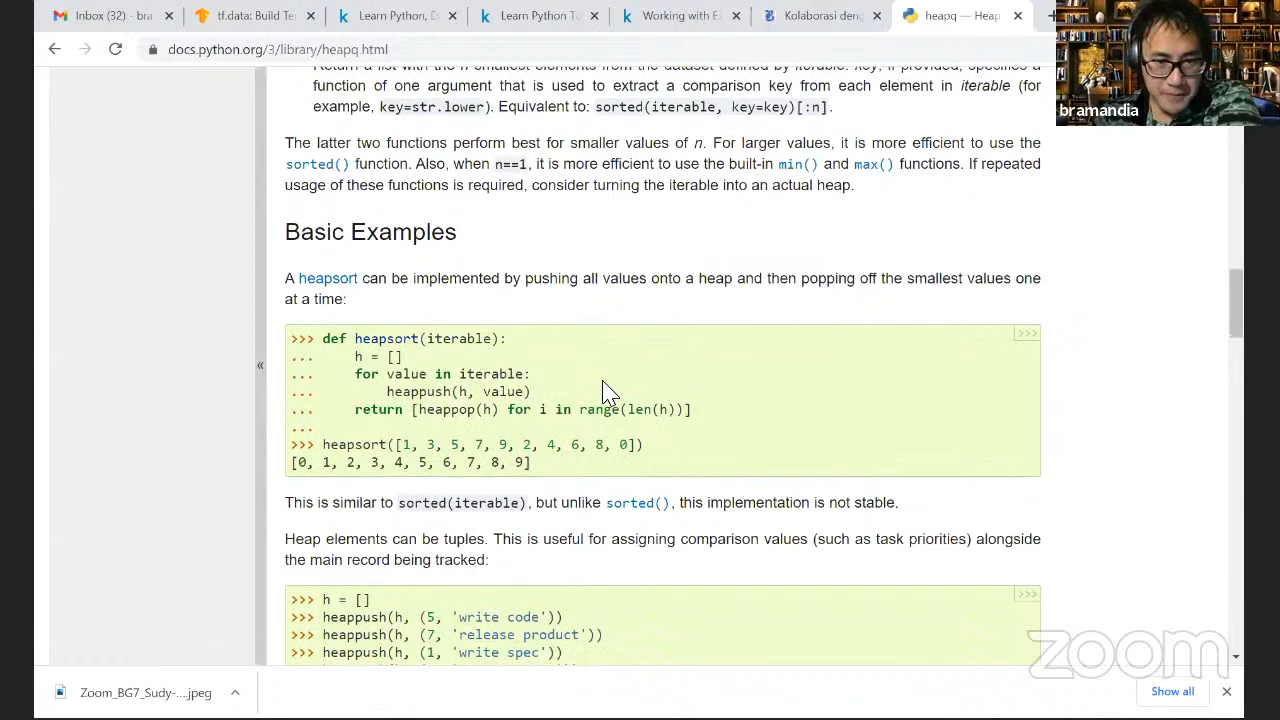 Inbox (32) - bra
tf.data: Build Te
Learn Python, D
Learn Python T
Working with E
Kolaborasi den
heapq — Heap
docs.python.org/3/library/heapq.html
bramandia
function of one argument that is used to extract a comparison key from each element in iterable (for
example, key=str.lower). Equivalent to: sorted(iterable, key=key)[:n].
The latter two functions perform best for smaller values of n. For larger values, it is more efficient to use the
sorted() function. Also, when n==1, it is more efficient to use the built-in min() and max() functions. If repeated
usage of these functions is required, consider turning the iterable into an actual heap.
Basic Examples
A heapsort can be implemented by pushing all values onto a heap and then popping off the smallest values one
at a time:
>>>
>>> def heapsort(iterable):
...     h = []
...     for value in iterable:
...         heappush(h, value)
...     return [heappop(h) for i in range(len(h))]
...
>>> heapsort([1, 3, 5, 7, 9, 2, 4, 6, 8, 0])
[0, 1, 2, 3, 4, 5, 6, 7, 8, 9]
This is similar to sorted(iterable), but unlike sorted(), this implementation is not stable.
Heap elements can be tuples. This is useful for assigning comparison values (such as task priorities) alongside
the main record being tracked:
>>>
>>> h = []
>>> heappush(h, (5, 'write code'))
>>> heappush(h, (7, 'release product'))
>>> heappush(h, (1, 'write spec'))
zoom
Zoom_BG7_Sudy-....jpeg
Show all